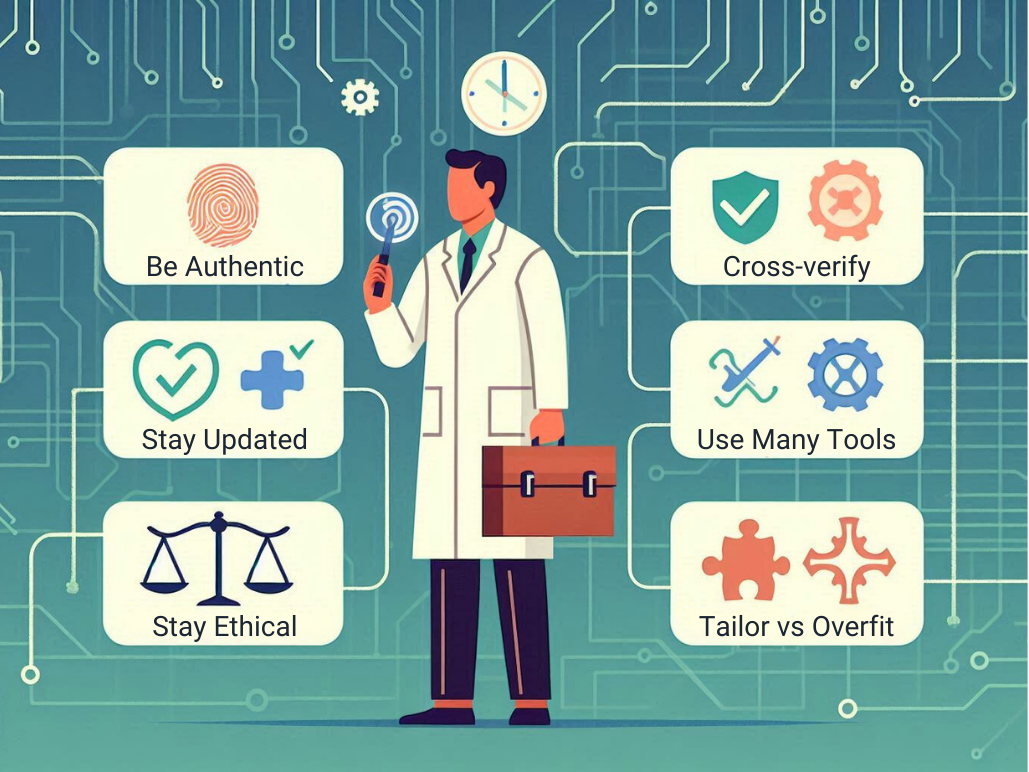 Be Authentic
Stay Updated
Stay Ethical
Cross-verify
Use Many Tools
Tailor vs Overfit